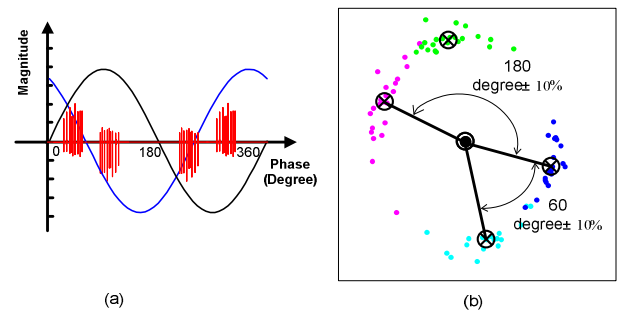 Magnitude
0
180
360
Phase
(Degree)
(a)
180
degree± 10%
60
degree± 10%
(b)